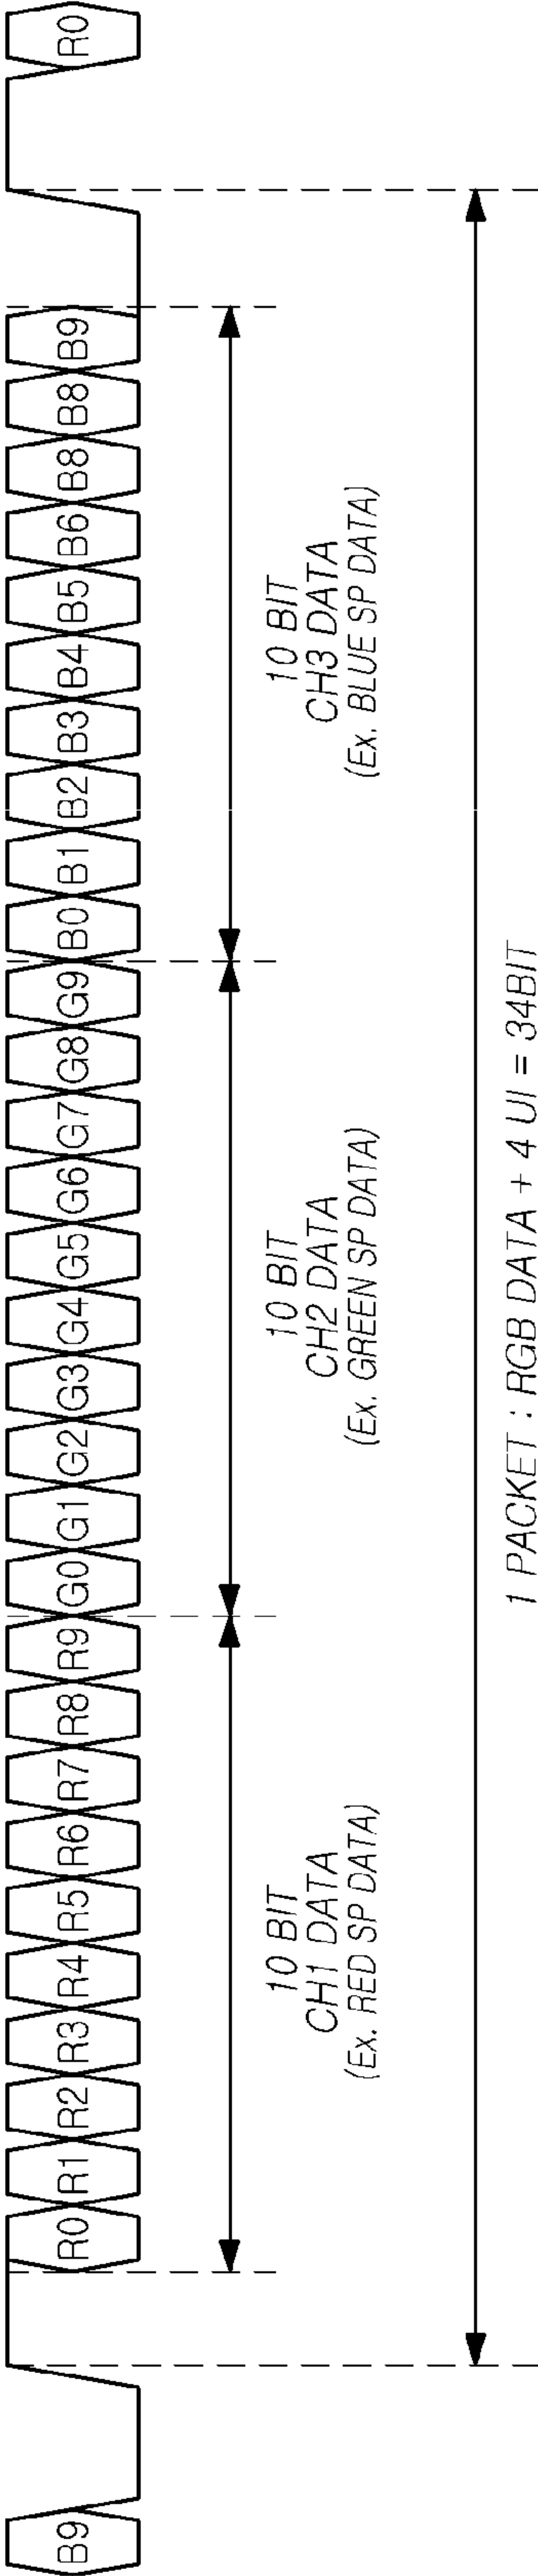 B9 R0 R1 R2 R3 R4 R5 R6 R7 R8 R9 G0 G1 G2 G3 G4 G5 G6 G7 G8 G9 B0 B1 B2 B3 B4 B5 B6 B8 B8 B9 R0
10 BIT
CH1 DATA
(Ex. RED SP DATA)
10 BIT
CH2 DATA
(Ex. GREEN SP DATA)
10 BIT
CH3 DATA
(Ex. BLUE SP DATA)
1 PACKET : RGB DATA + 4 UI = 34BIT